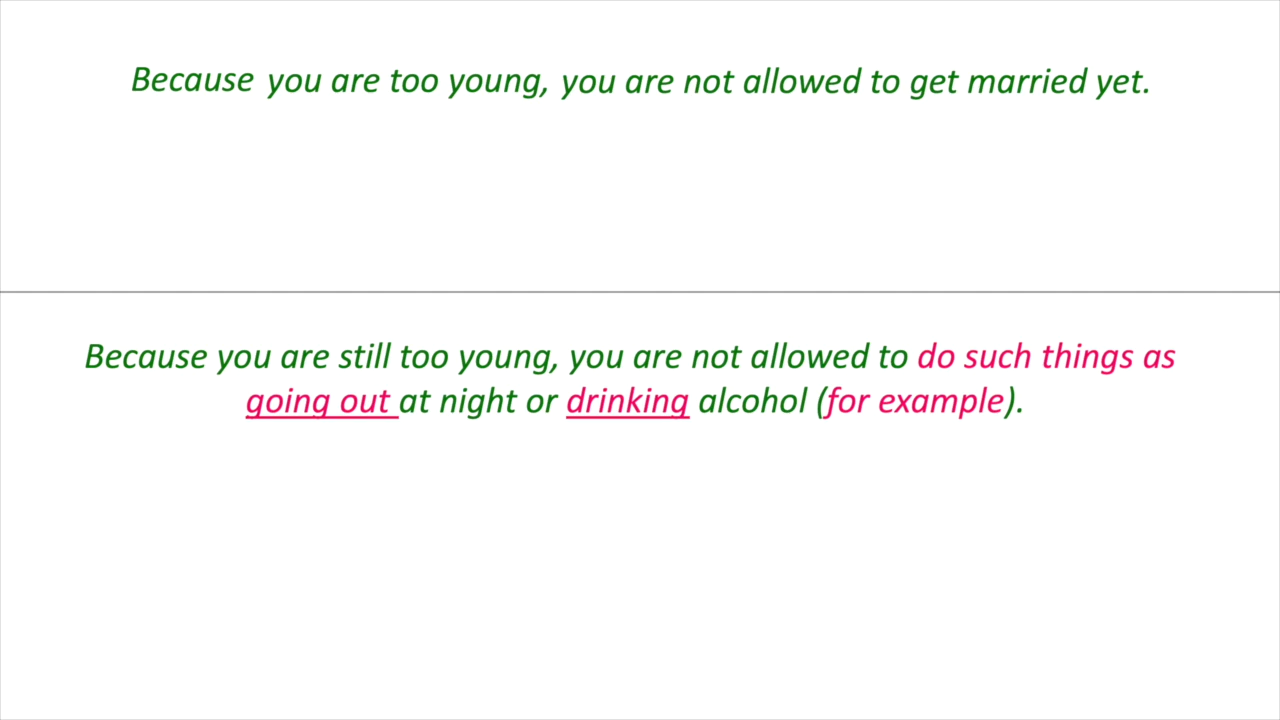 Because you are too young, you are not allowed to get married yet.
Because you are still too young, you are not allowed to do such things as
going out at night or drinking alcohol (for example).